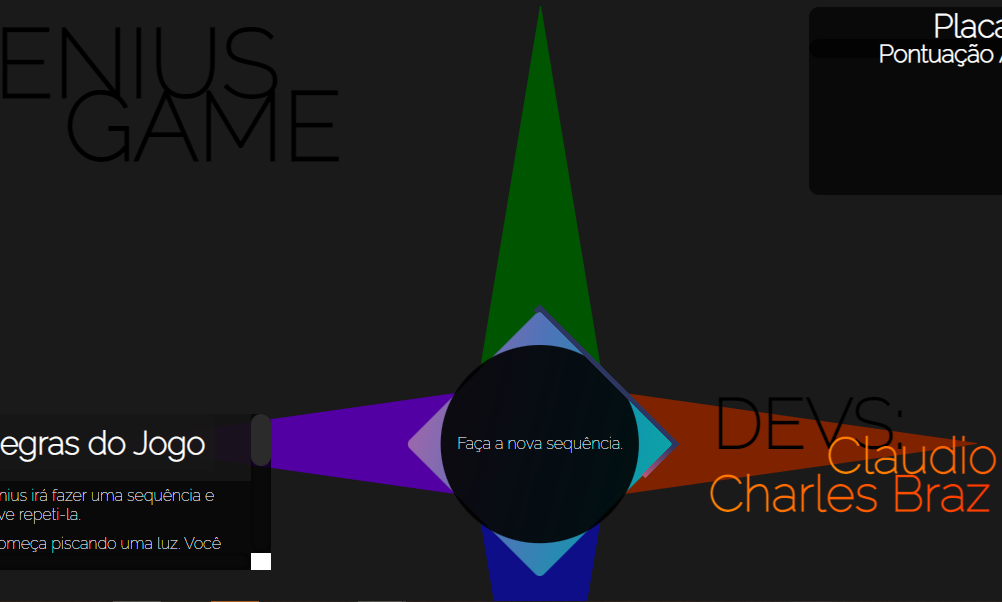 ENIUS
GAME
Placa
Pontuação A
Faça a nova sequência.
egras do Jogo
nius irá fazer uma sequência e
ve repeti-la.
omeça piscando uma luz. Você
DEVS:
Claudio
Charles Braz